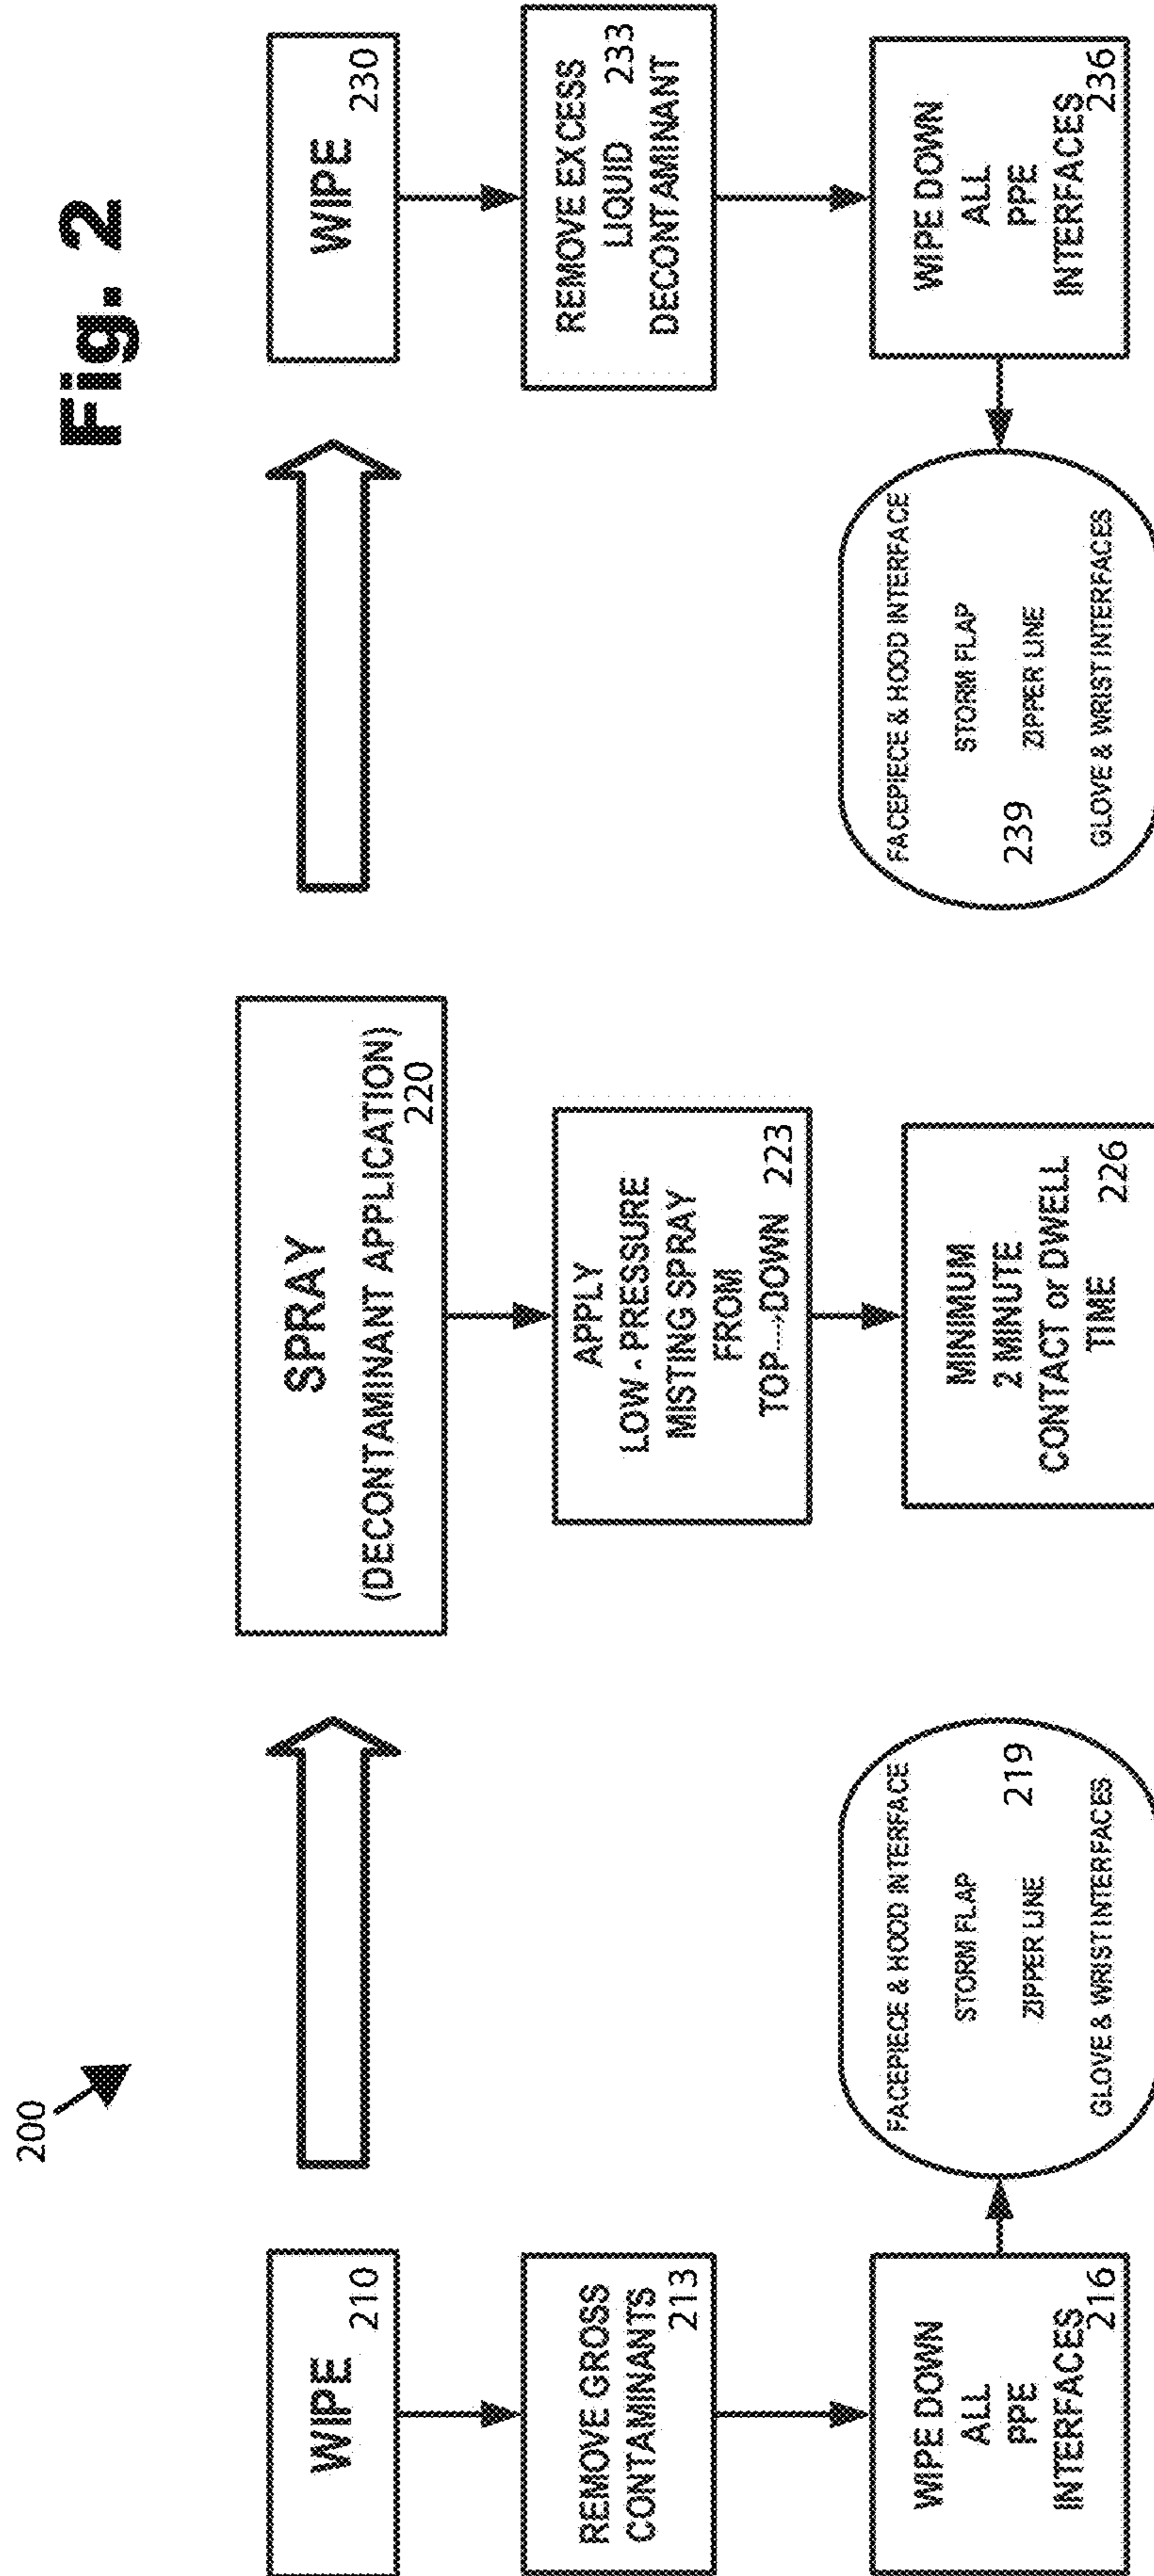 Fig. 2
200
WIPE
210
REMOVE GROSS
CONTAMINANTS
213
WIPE DOWN
ALL
PPE
INTERFACES
216
FACEPIECE & HOOD INTERFACE
STORM FLAP
ZIPPER LINE
219
GLOVE & WRIST INTERFACES
SPRAY
(DECONTAMINANT APPLICATION)
220
APPLY
LOW - PRESSURE
MISTING SPRAY
FROM
TOP→DOWN 223
MINIMUM
2 MINUTE
CONTACT or DWELL
TIME 226
WIPE
230
REMOVE EXCESS
LIQUID 233
DECONTAMINANT
WIPE DOWN
ALL
PPE
INTERFACES
236
FACEPIECE & HOOD INTERFACE
STORM FLAP
239 ZIPPER LINE
GLOVE & WRIST INTERFACES